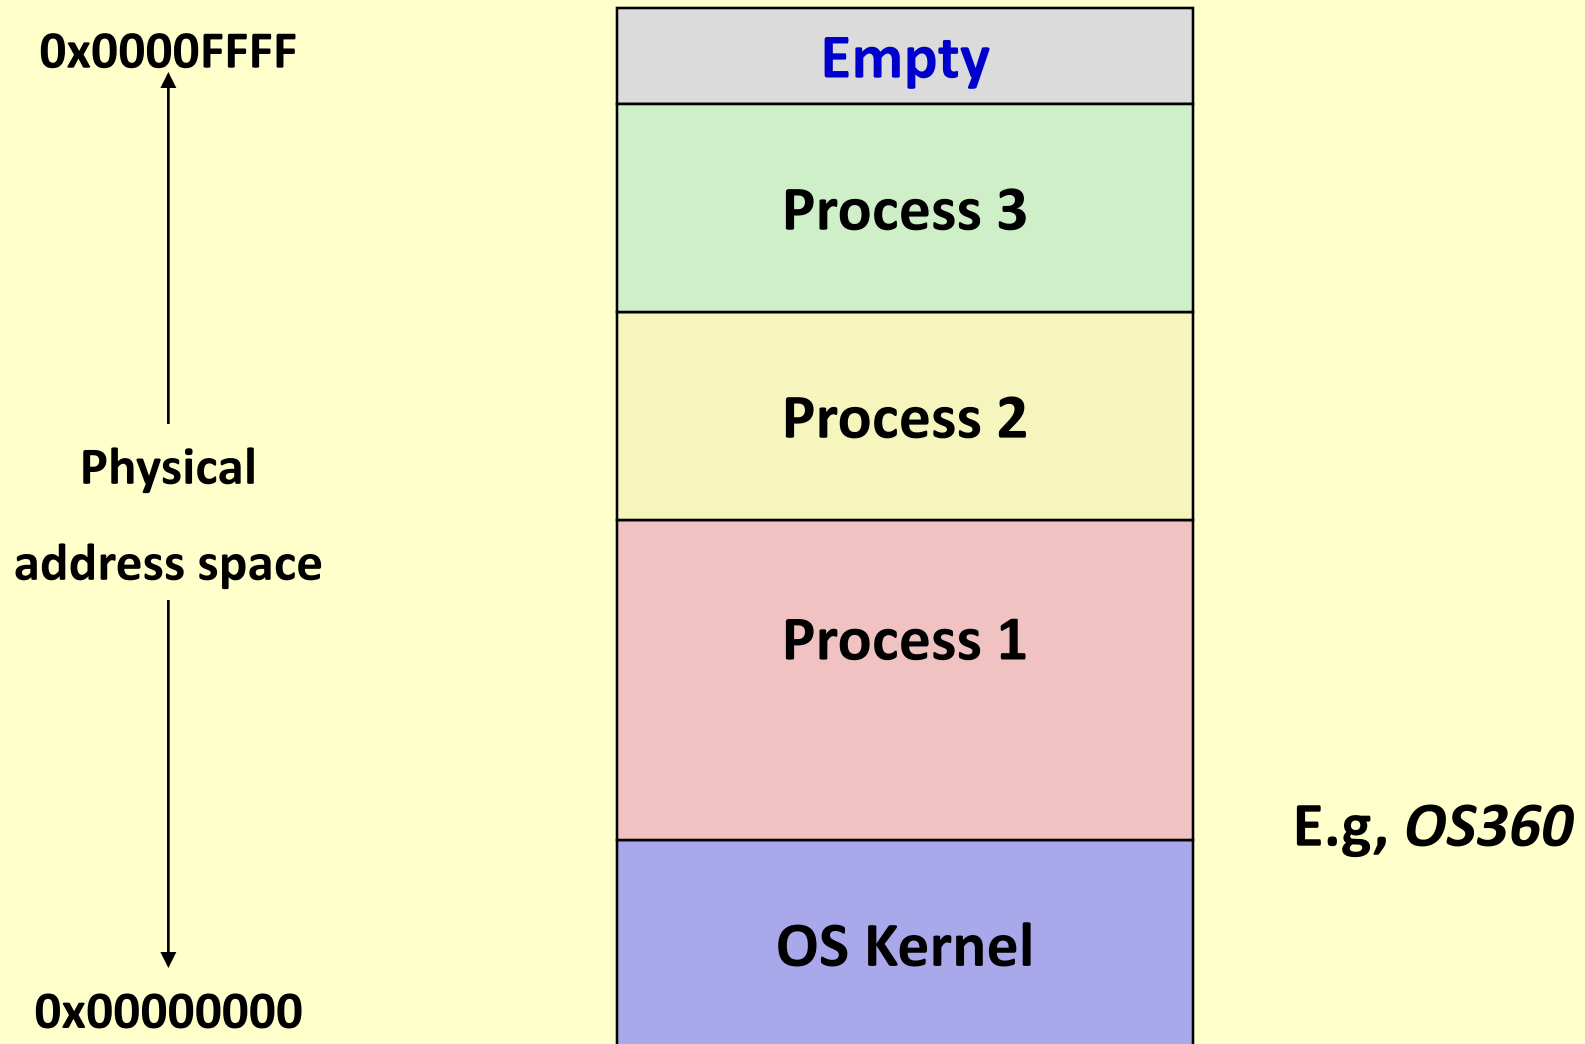 0x0000FFFF
Empty
Process 3
Process 2
Physical
address space
Process 1
E.g, OS360
OS Kernel
0x00000000